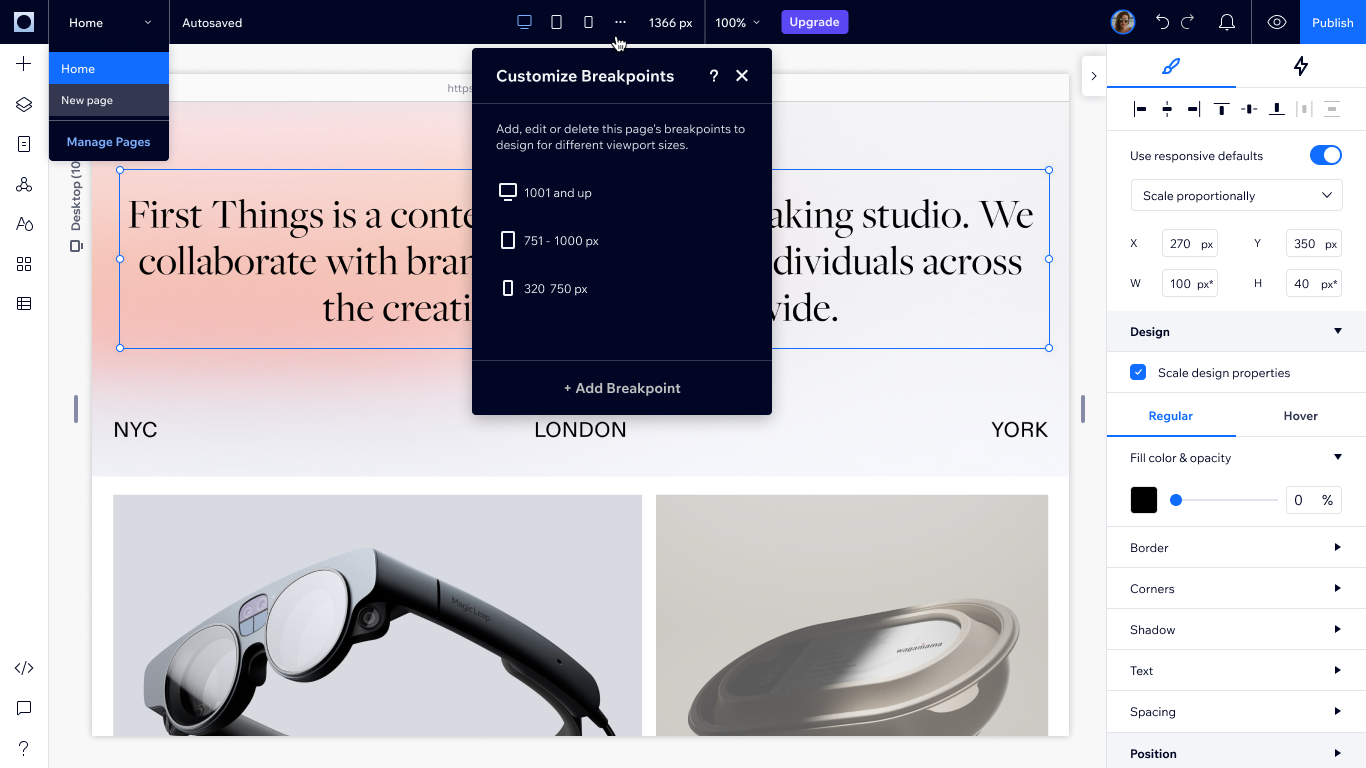 Home
Autosaved
1366 px
100%
Upgrade
Publish
Home
New page
Manage Pages
https
Customize Breakpoints
?
Add, edit or delete this page's breakpoints to
design for different viewport sizes.
1001 and up
751 - 1000 px
320 750 px
+ Add Breakpoint
Desktop (10
First Things is a conte aking studio. We
collaborate with bran dividuals across
the creati vide.
NYC
LONDON
YORK
MagicLeap
wagamama
Use responsive defaults
Scale proportionally
X 270 px Y 350 px
W 100 px* H 40 px*
Design
Scale design properties
Regular Hover
Fill color & opacity
0 %
Border
Corners
Shadow
Text
Spacing
Position